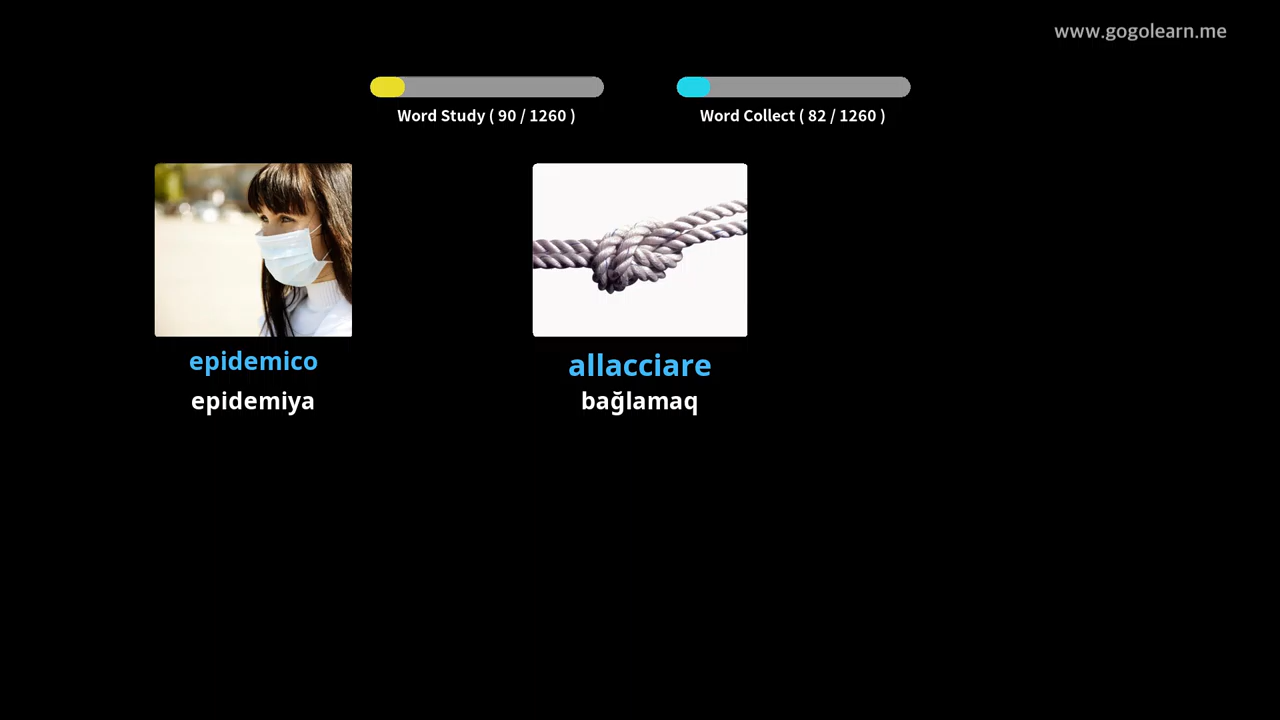 www.gogolearn.me
Word Study ( 90 / 1260 )
Word Collect ( 82 / 1260 )
epidemico
epidemiya
allacciare
bağlamaq